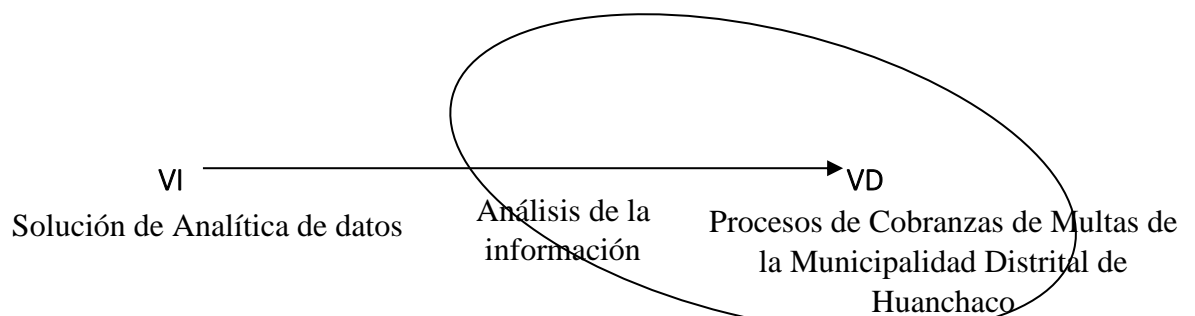 VI
VD
Solución de Analítica de datos
Análisis de la
información
Procesos de Cobranzas de Multas de
la Municipalidad Distrital de
Huanchaco